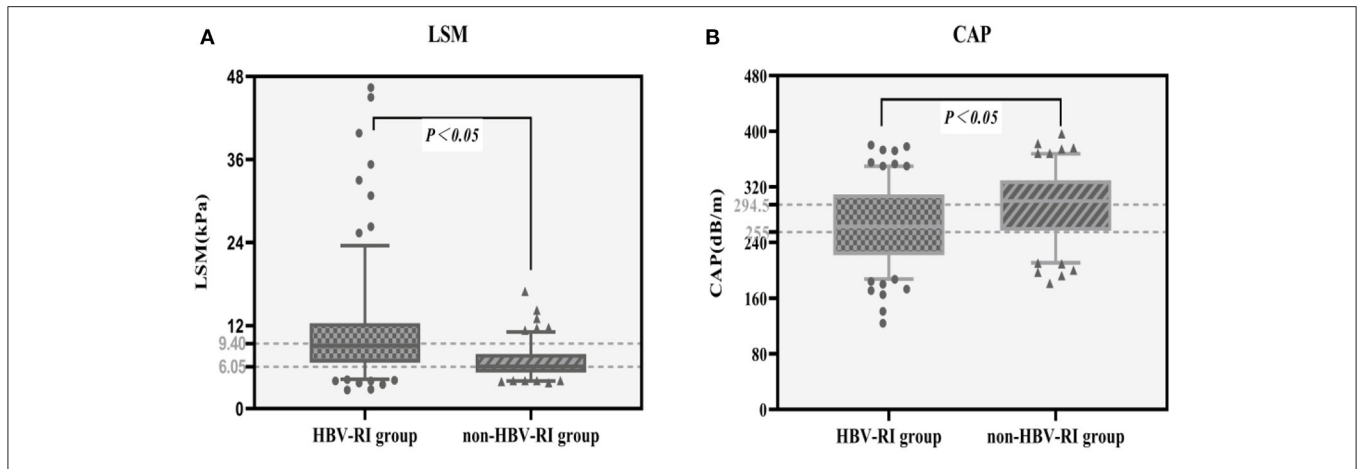 A
LSM
LSM(kPa)
48
36
24
12
9.40
6.05
0
P<0.05
HBV-RI group
non-HBV-RI group
B
CAP
CAP(dB/m)
480
400
320
294.5
255
240
160
80
0
P<0.05
HBV-RI group
non-HBV-RI group